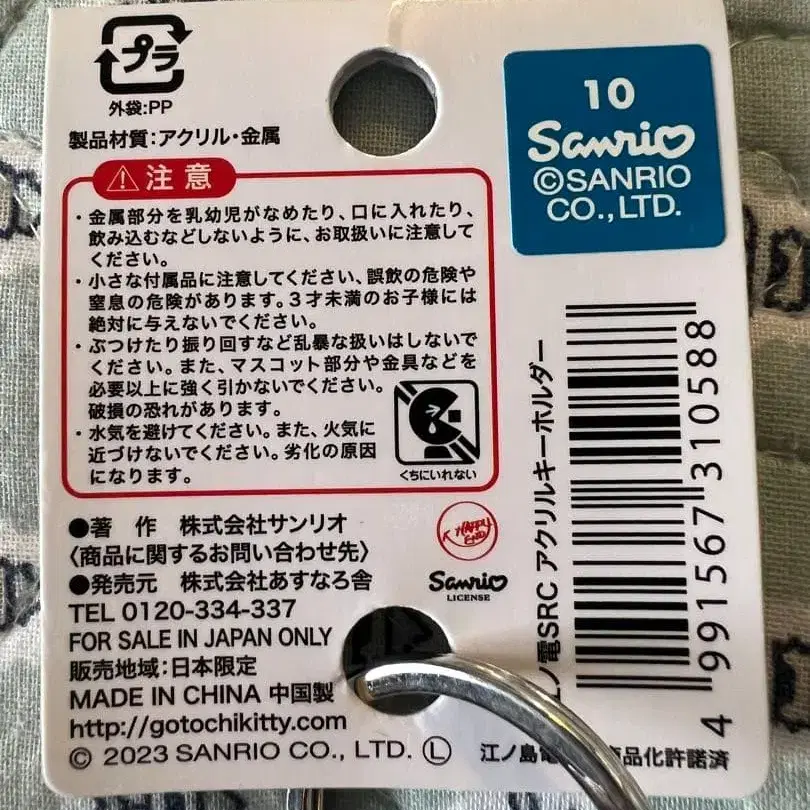 プラ
外袋:PP
製品材質:アクリル・金属
10
Sanrio
©SANRIO
CO.,LTD.
⚠注意
・金属部分を乳幼児がなめたり、口に入れたり、
飲み込むなどしないように、お取扱いに注意して
ください。
・小さな付属品に注意してください、誤飲の危険や
窒息の危険があります。3才未満のお子様には
絶対に与えないでください。
・ぶつけたり振り回すなど乱暴な扱いはしないで
ください。また、マスコット部分や金具などを
必要以上に強く引かないでください。
破損の恐れがあります。
・水気を避けてください。また、火気に
近づけないでください。劣化の原因
になります。
くちにいれない
●著 作 株式会社サンリオ
〈商品に関するお問い合わせ先〉
●発売元 株式会社あすなろ舎
TEL 0120-334-337
FOR SALE IN JAPAN ONLY
販売地域:日本限定
MADE IN CHINA 中国製
http://gotochikitty.com
© 2023 SANRIO CO., LTD. Ⓛ
HAPPY
END
Sanrio
LICENSE
ノ電SRC アクリルキーホルダー
4 991567 310588
江ノ島電 商品化許諾済